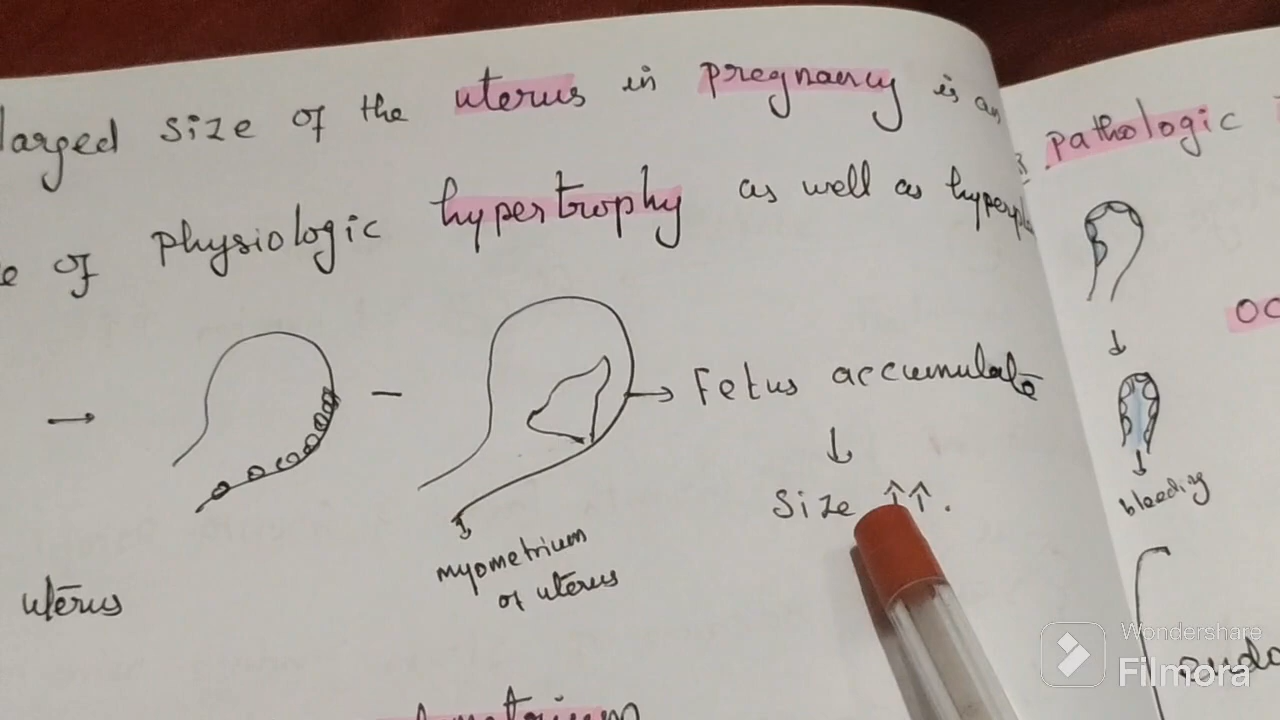 larged size of the uterus in pregnancy is an
e of physiologic hypertrophy as well as hyperpl
→ — → Fetus accumulate
↓
Size ↑↑.
myometrium
of uterus
uterus
pathologic
↓
bleeding
Wondershare
Filmora